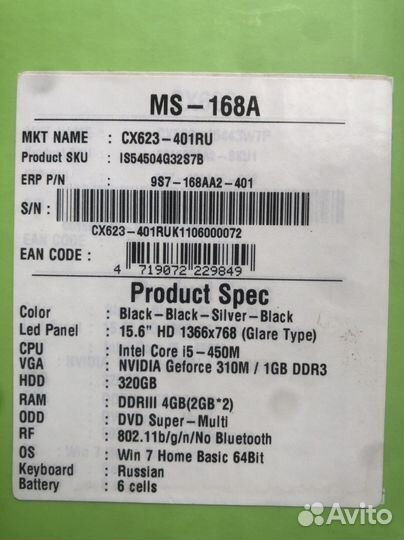 MS-168A
MKT NAME : CX623-401RU
Product SKU : IS54504G32S7B
ERP P/N : 9S7-168AA2-401
S/N :
CX623-401RUK1106000072
EAN CODE :
4 719072 229849
Product Spec
Color : Black-Black-Silver-Black
Led Panel : 15.6" HD 1366x768 (Glare Type)
CPU : Intel Core i5-450M
VGA : NVIDIA Geforce 310M / 1GB DDR3
HDD : 320GB
RAM : DDRIII 4GB(2GB*2)
ODD : DVD Super-Multi
RF : 802.11b/g/n/No Bluetooth
OS : Win 7 Home Basic 64Bit
Keyboard : Russian
Battery : 6 cells
Avito